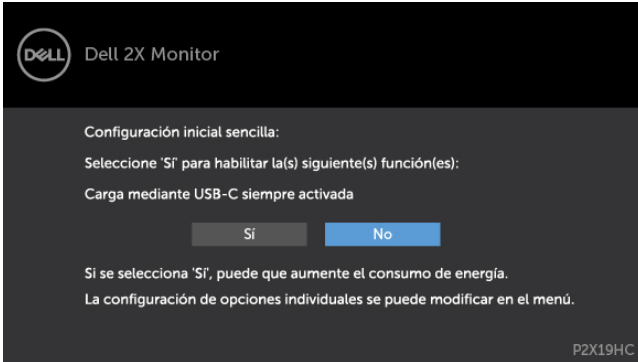 DELL
Dell 2X Monitor
Configuración inicial sencilla:
Seleccione 'Sí' para habilitar la(s) siguiente(s) función(es):
Carga mediante USB-C siempre activada
Sí No
Si se selecciona 'Sí', puede que aumente el consumo de energía.
La configuración de opciones individuales se puede modificar en el menú.
P2X19HC